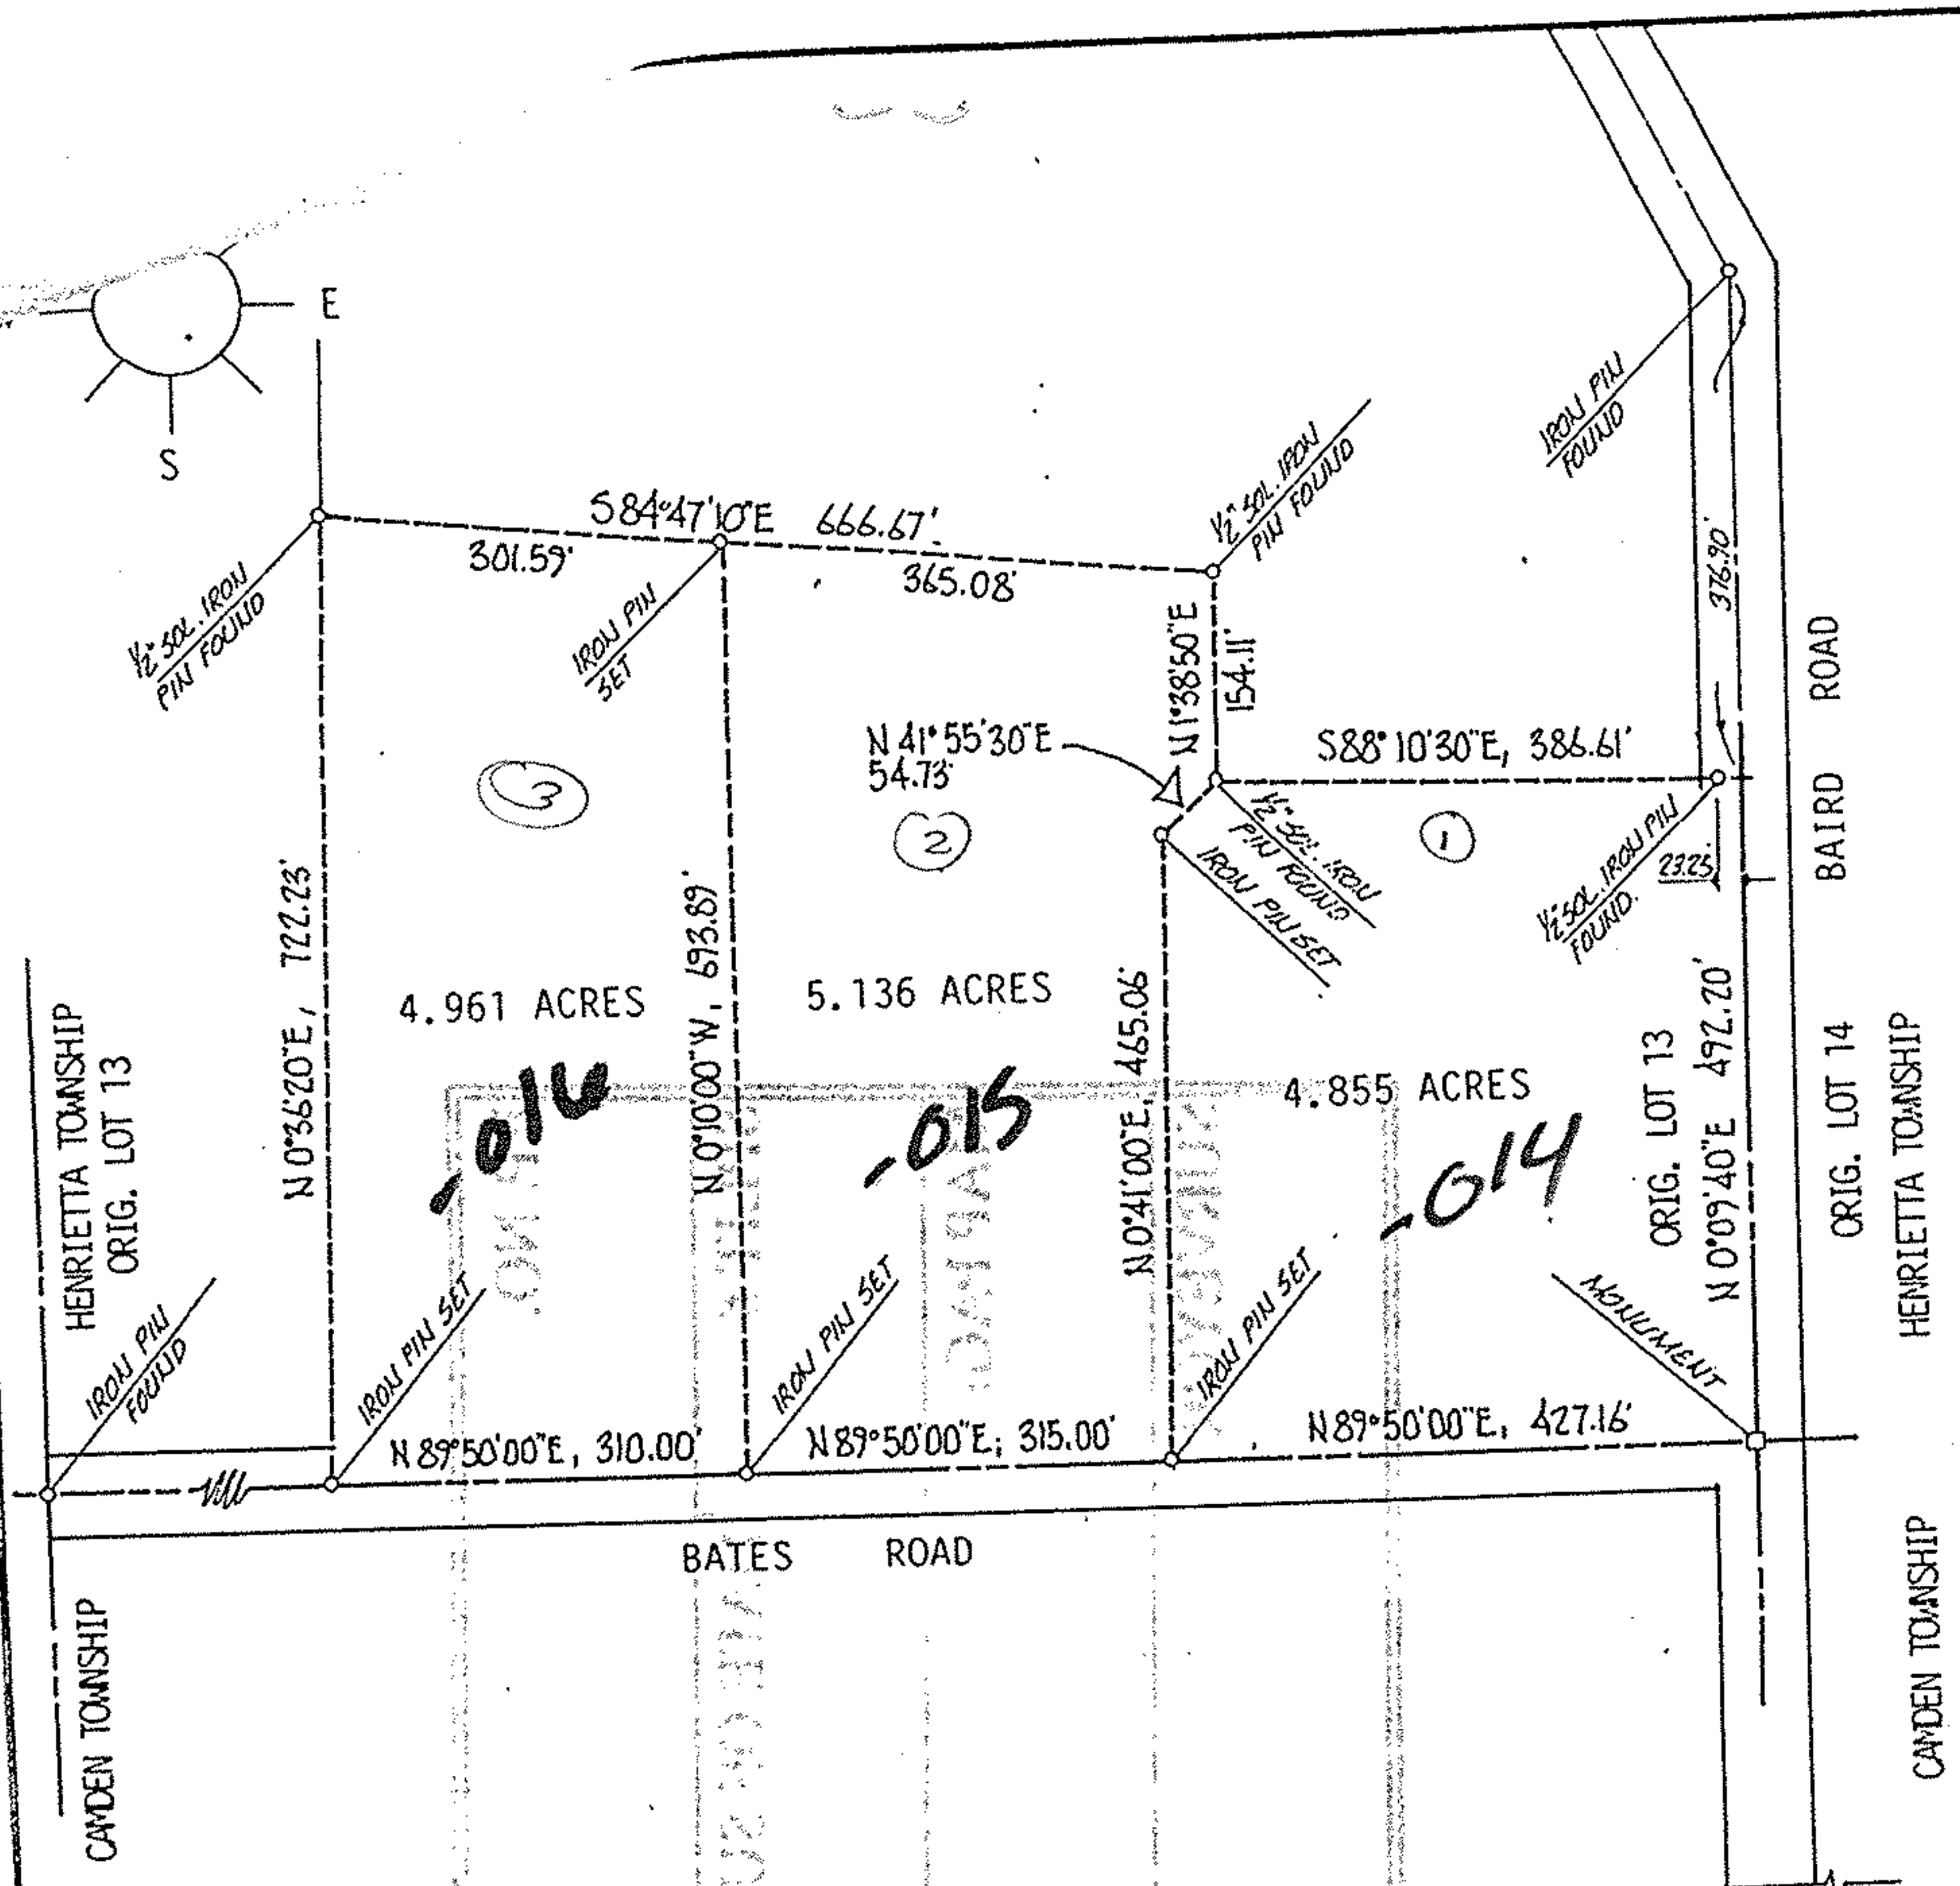 E
S
IRON PIN
FOUND
½" SOL. IRON
PIN FOUND
S 84°47'10"E 666.67'
301.59'
365.08'
½" SOL. IRON
PIN FOUND
IRON PIN
SET
N 1°38'50"E
154.11'
376.90'
BAIRD ROAD
N 41°55'30"E
54.73'
S88°10'30"E, 386.61'
3
2
1
½" SOL. IRON
PIN FOUND
IRON PIN SET
½" SOL. IRON PIN
FOUND.
23.25'
N 0°36'20"E, 722.23'
N 0°10'00"W, 693.89'
N 0°41'00"E, 465.06'
N 0°09'40"E 492.20'
4.961 ACRES
5.136 ACRES
4.855 ACRES
-016
-015
-014
HENRIETTA TOWNSHIP
ORIG. LOT 13
ORIG. LOT 13
ORIG. LOT 14
HENRIETTA TOWNSHIP
IRON PIN
FOUND
IRON PIN SET
IRON PIN SET
IRON PIN SET
MONUMENT
N 89°50'00"E, 310.00'
N 89°50'00"E, 315.00'
N 89°50'00"E, 427.16'
BATES ROAD
CAMDEN TOWNSHIP
CAMDEN TOWNSHIP